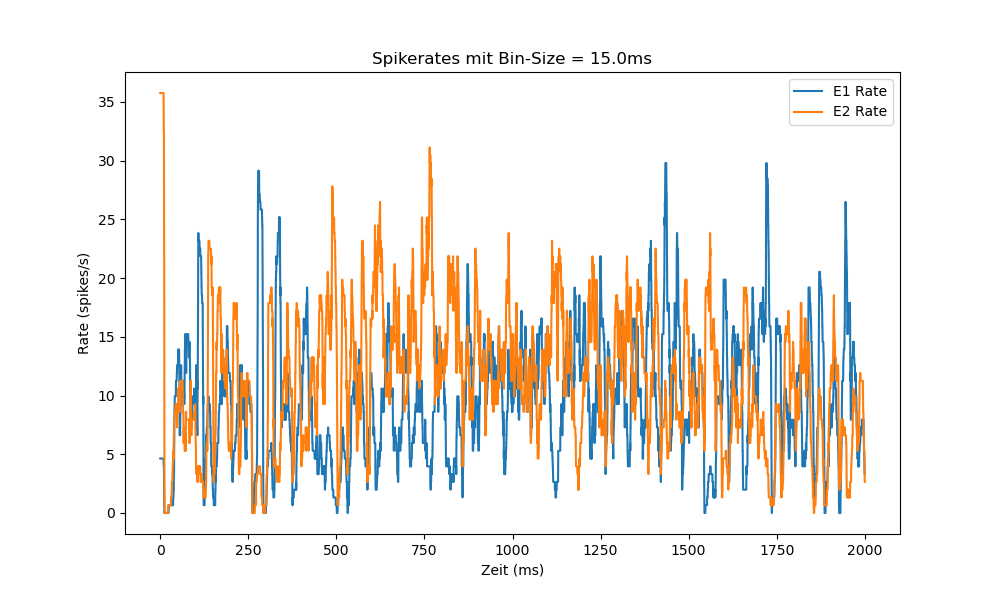 Spikerates mit Bin-Size = 15.0ms
E1 Rate
E2 Rate
Rate (spikes/s)
35
30
25
20
15
10
5
0
0 250 500 750 1000 1250 1500 1750 2000
Zeit (ms)